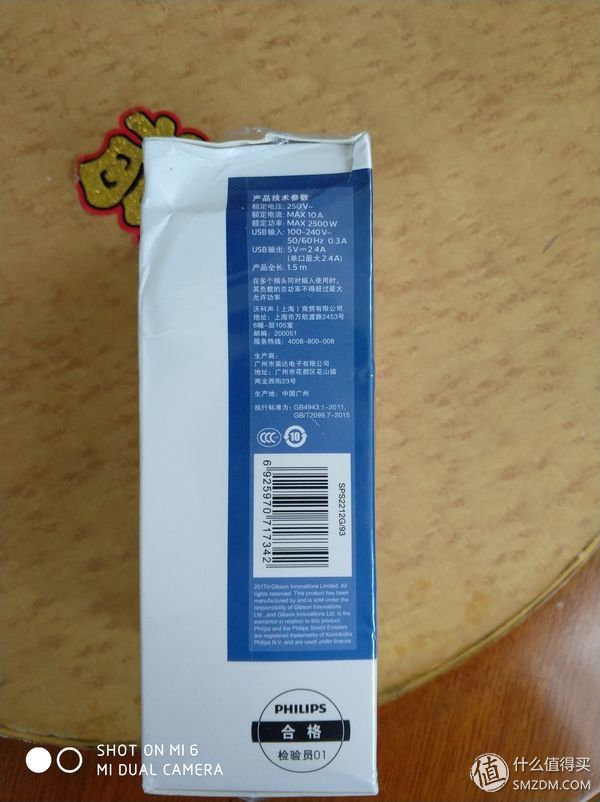 产品技术参数
额定电压: 250V~
额定电流: MAX 10A
额定功率: MAX 2500W
USB输入: 100-240V~
50/60Hz 0.3A
USB输出: 5V⎓2.4A
(单口最大2.4A)
产品全长: 1.5m
在多个插头同时插入使用时,
其负载的总功率不得超过最大
允许功率
沃利声(上海)商贸有限公司
地址: 上海市万航渡路2453号
6幢-层105室
邮编: 200051
服务热线: 4008-800-008
生产商:
广州市昊达电子有限公司
地址: 广州市花都区花山镇
两龙西街23号
生产地: 中国广州
执行标准为: GB4943.1-2011,
GB/T2099.7-2015
CCC
10
6 925970 717342
SPS2212G/93
2017©Gibson Innovations Limited. All
rights reserved. This product has been
manufactured by and is sold under the
responsibility of Gibson Innovations
Ltd., and Gibson Innovations Ltd. is the
warrantor in relation to this product.
Philips and the Philips Shield Emblem
are registered trademarks of Koninklijke
Philips N.V. and are used under license
PHILIPS
合格
检验员01
SHOT ON MI 6
MI DUAL CAMERA
值 什么值得买
SMZDM.COM